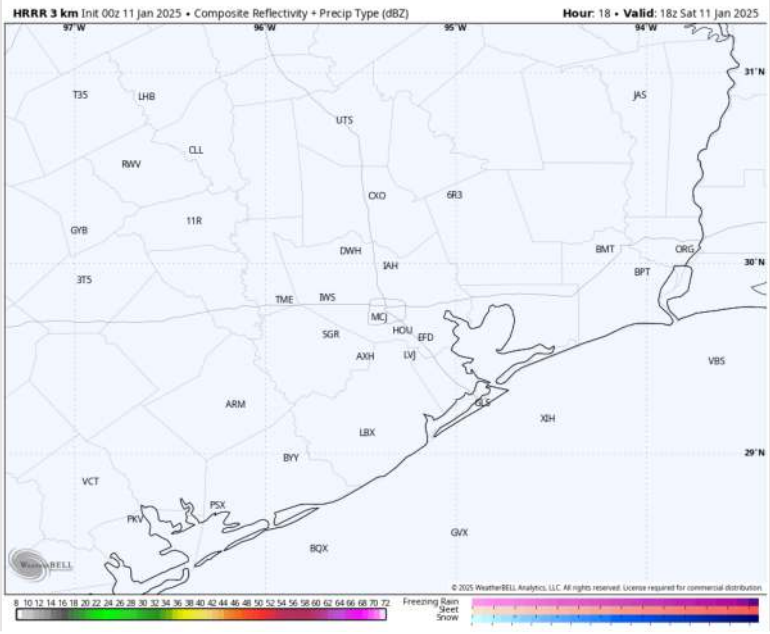 HRRR 3 km Init 00z 11 Jan 2025 • Composite Reflectivity + Precip Type (dBZ) Hour: 18 • Valid: 18z Sat 11 Jan 2025
97°W 96°W 95°W 94°W
31°N
T35 LHB JAS
UTS
CLL
RWV
CXO 6R3
11R
GYB
DWH BMT ORG
IAH 30°N
BPT
3T5
TME IWS
MCJ
SGR HOU EFD
AXH LVJ
VBS
ARM GLS
XIH
LBX
BYY 29°N
VCT
PSX
PKV
GVX
BQX
WeatherBELL
© 2025 WeatherBELL Analytics, LLC. All rights reserved. License required for commercial distribution.
8 10 12 14 16 18 20 22 24 26 28 30 32 34 36 38 40 42 44 46 48 50 52 54 56 58 60 62 64 66 68 70 72
Freezing Rain
Sleet
Snow